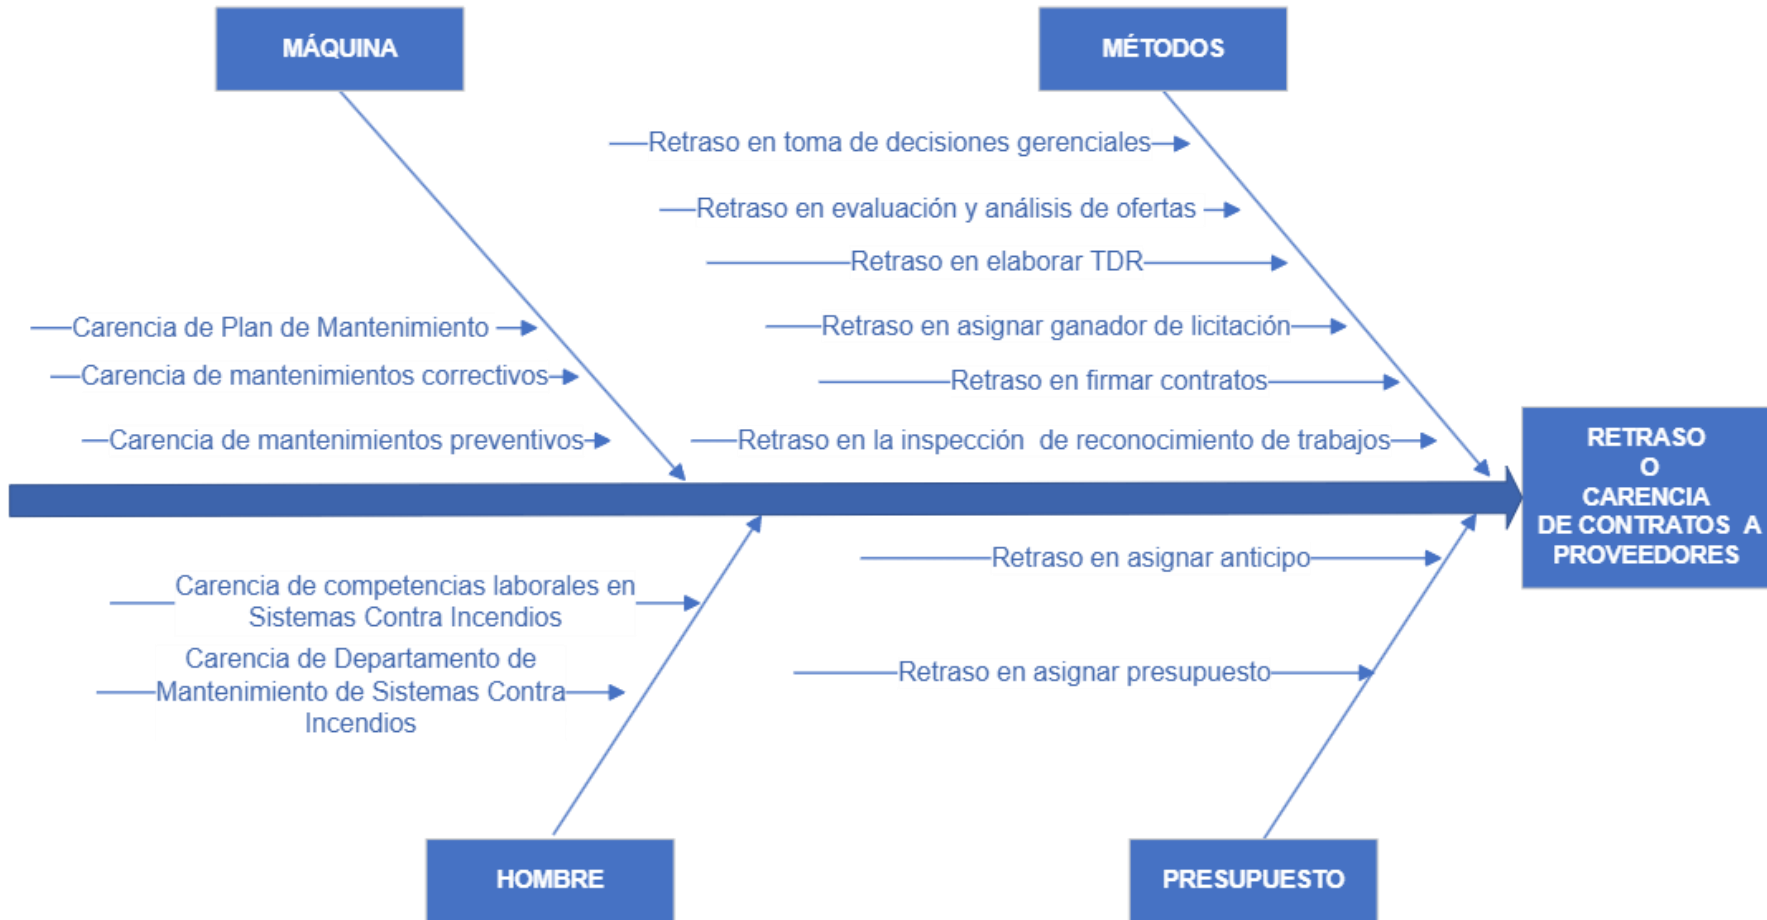 MÁQUINA
MÉTODOS
Retraso en toma de decisiones gerenciales
Retraso en evaluación y análisis de ofertas
Retraso en elaborar TDR
Carencia de Plan de Mantenimiento
Retraso en asignar ganador de licitación
Carencia de mantenimientos correctivos
Retraso en firmar contratos
Carencia de mantenimientos preventivos
Retraso en la inspección  de reconocimiento de trabajos
RETRASO
O
CARENCIA
DE CONTRATOS  A
PROVEEDORES
Retraso en asignar anticipo
Carencia de competencias laborales en
Sistemas Contra Incendios
Carencia de Departamento de
Mantenimiento de Sistemas Contra
Incendios
Retraso en asignar presupuesto
HOMBRE
PRESUPUESTO